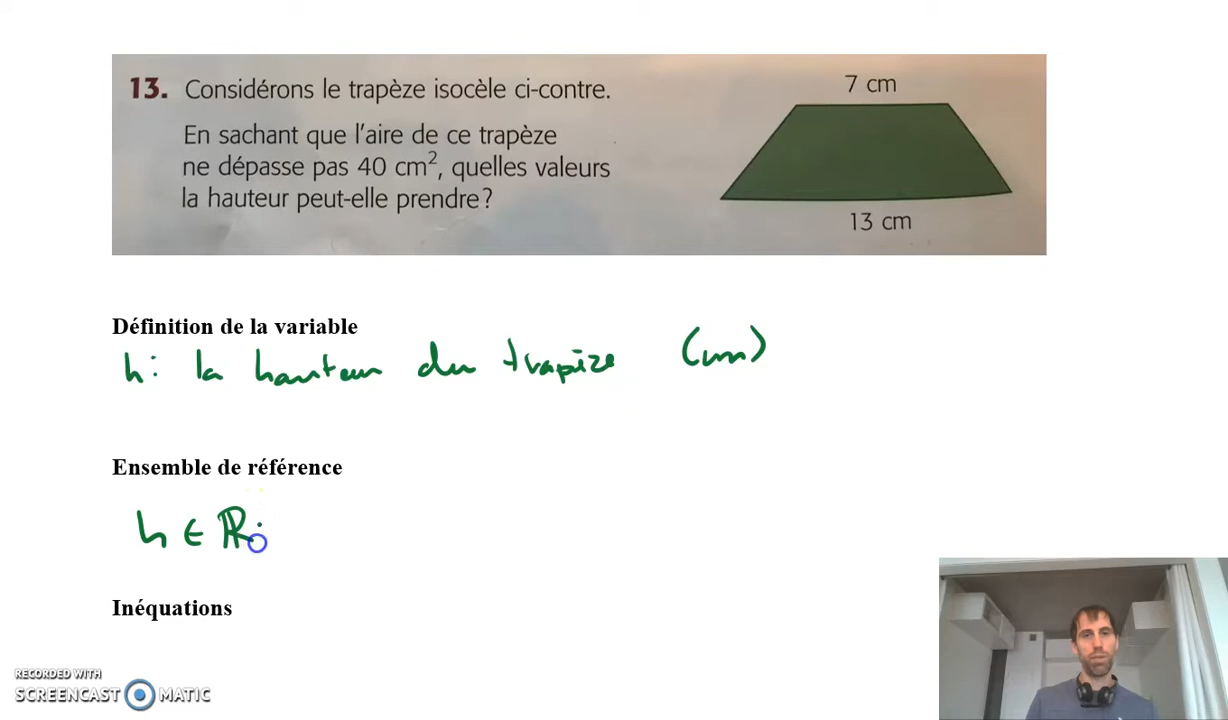 13. Considérons le trapèze isocèle ci-contre.
En sachant que l'aire de ce trapèze
ne dépasse pas 40 cm², quelles valeurs
la hauteur peut-elle prendre?
7 cm
13 cm
Définition de la variable
h: la hauteur du trapèze (cm)
Ensemble de référence
h ∈ ℝ
Inéquations
RECORDED WITH
SCREENCAST MATIC